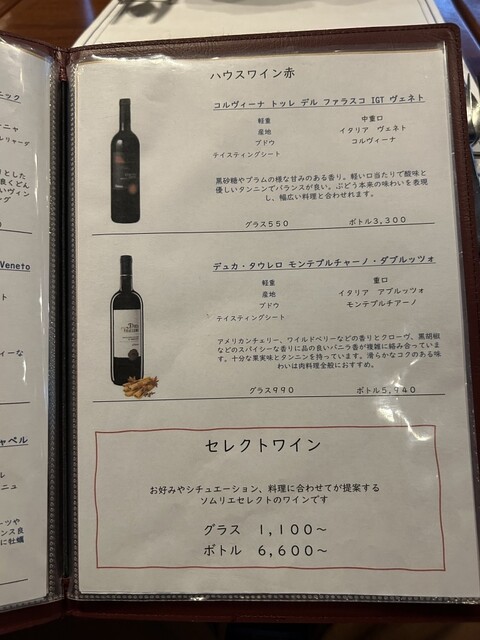 ニック
ハウスワイン赤
コルヴィーナ トッレ デル ファラスコ IGT ヴェネト
軽重 中重口
産地 イタリア ヴェネト
ブドウ コルヴィーナ
テイスティングシート
黒砂糖やプラムの様な甘みのある香り。軽い口当たりで酸味と
優しいタンニンでバランスが良い。ぶどう本来の味わいを表現
し、幅広い料理と合わせれます。
グラス550 ボトル3,300
Veneto
デュカ・タウレロ モンテプルチャーノ・ダブルッツォ
軽重 重口
産地 イタリア アブルッツォ
ブドウ モンテプルチアーノ
テイスティングシート
アメリカンチェリー、ワイルドベリーなどの香りとクローヴ、黒胡椒
などのスパイシーな香りに品の良いバニラ香が複雑に絡み合っていま
す。十分な果実味とタンニンを持っています。滑らかなコクのある味
わいは肉料理全般におすすめ。
グラス990 ボトル5,940
セレクトワイン
お好みやシチュエーション、料理に合わせてが提案する
ソムリエセレクトのワインです
グラス 1,100〜
ボトル 6,600〜